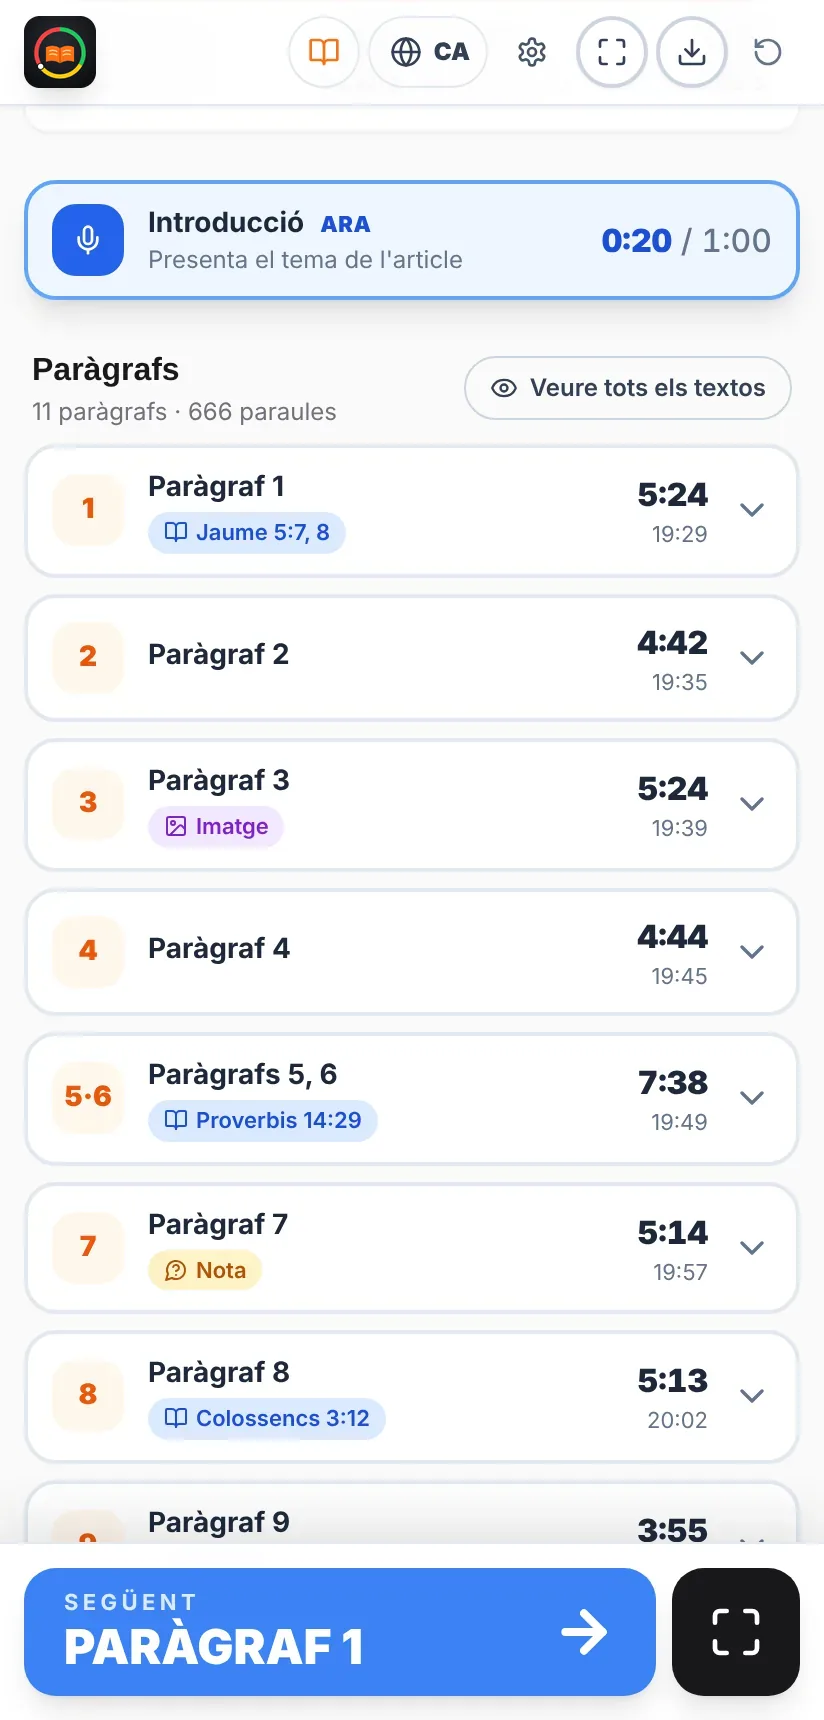 CA
Introducció ARA
Presenta el tema de l'article
0:20 / 1:00
Paràgrafs
11 paràgrafs · 666 paraules
Veure tots els textos
1
Paràgraf 1
Jaume 5:7, 8
5:24
19:29
2
Paràgraf 2
4:42
19:35
3
Paràgraf 3
Imatge
5:24
19:39
4
Paràgraf 4
4:44
19:45
5·6
Paràgrafs 5, 6
Proverbis 14:29
7:38
19:49
7
Paràgraf 7
Nota
5:14
19:57
8
Paràgraf 8
Colossencs 3:12
5:13
20:02
9
Paràgraf 9
3:55
SEGÜENT
PARÀGRAF 1